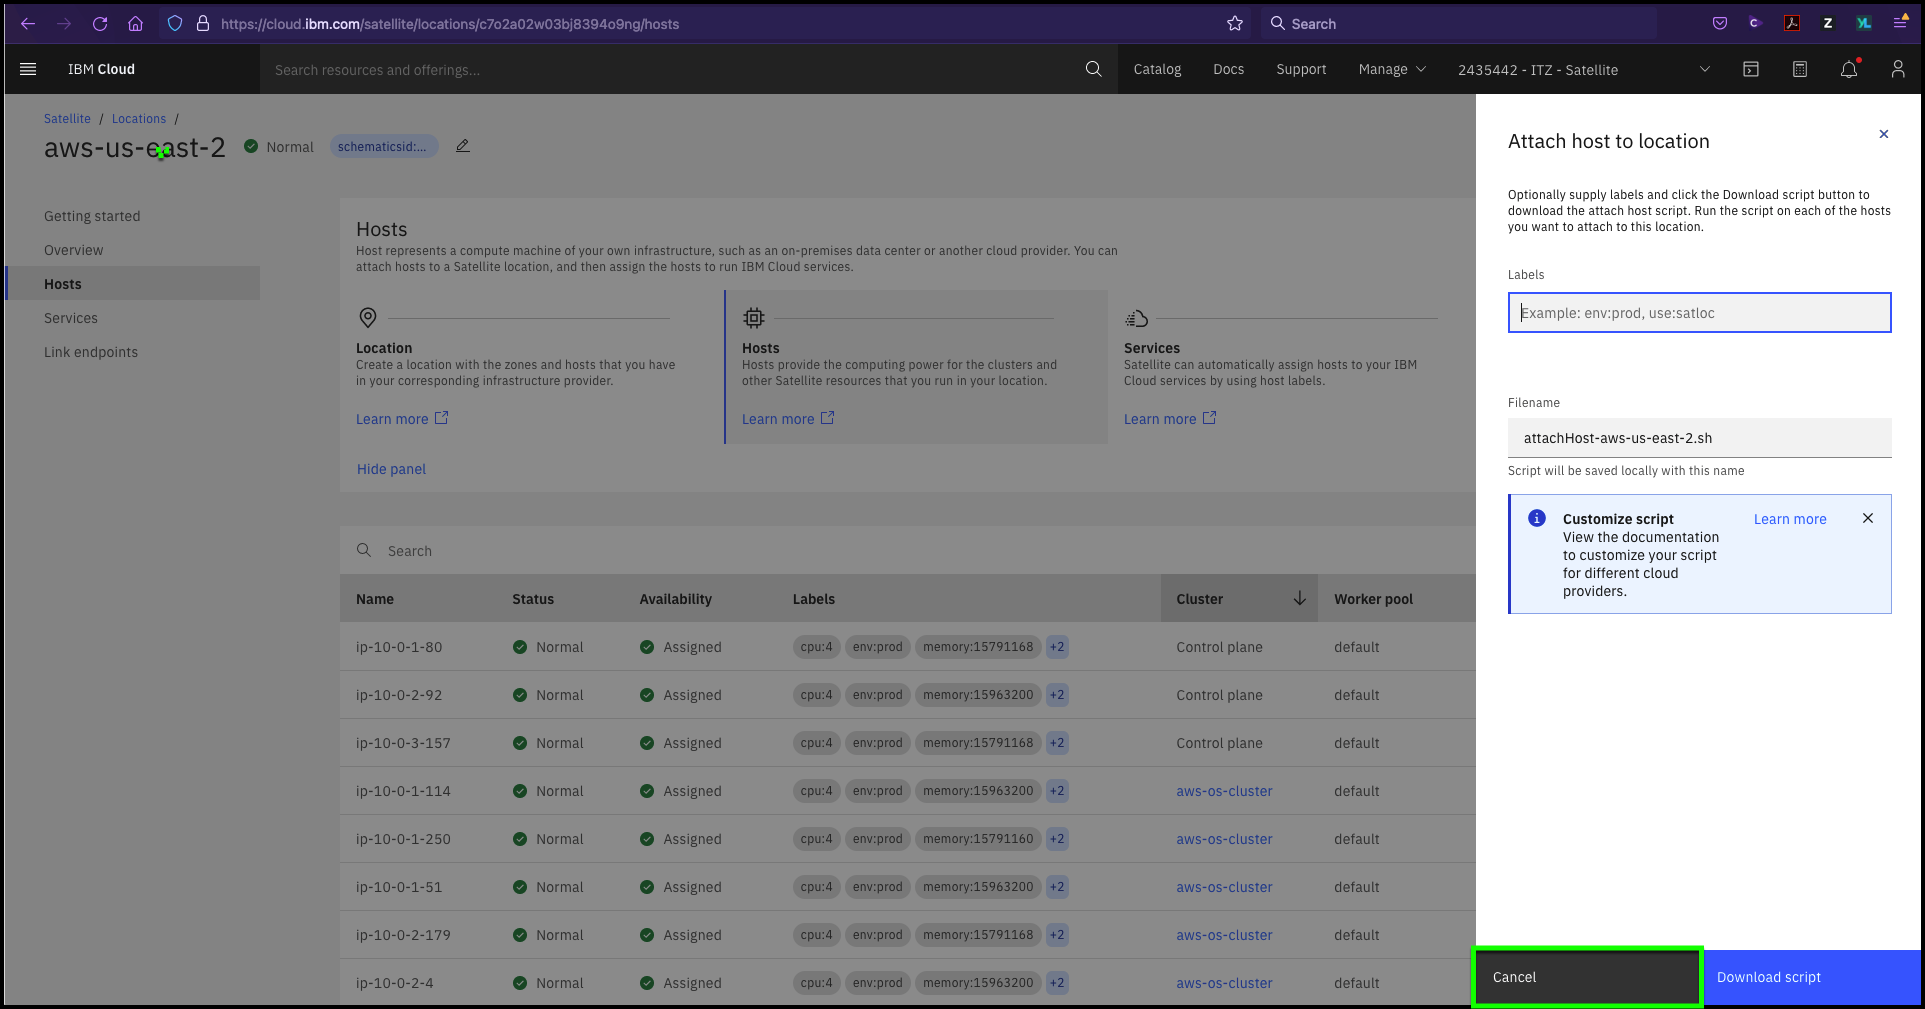 https://cloud.ibm.com/satellite/locations/c7o2a02w03bj8394o9ng/hosts
Search
IBM Cloud
Search resources and offerings...
Catalog
Docs
Support
Manage
2435442 - ITZ - Satellite
Satellite / Locations /
aws-us-east-2
Normal
schematicsid:...
Getting started
Overview
Hosts
Services
Link endpoints
Hosts
Host represents a compute machine of your own infrastructure, such as an on-premises data center or another cloud provider. You can
attach hosts to a Satellite location, and then assign the hosts to run IBM Cloud services.
Location
Create a location with the zones and hosts that you have
in your corresponding infrastructure provider.
Learn more
Hosts
Hosts provide the computing power for the clusters and
other Satellite resources that you run in your location.
Learn more
Services
Satellite can automatically assign hosts to your IBM
Cloud services by using host labels.
Learn more
Hide panel
Search
Name Status Availability Labels Cluster Worker pool
ip-10-0-1-80 Normal Assigned cpu:4 env:prod memory:15791168 +2 Control plane default
ip-10-0-2-92 Normal Assigned cpu:4 env:prod memory:15963200 +2 Control plane default
ip-10-0-3-157 Normal Assigned cpu:4 env:prod memory:15791168 +2 Control plane default
ip-10-0-1-114 Normal Assigned cpu:4 env:prod memory:15963200 +2 aws-os-cluster default
ip-10-0-1-250 Normal Assigned cpu:4 env:prod memory:15791160 +2 aws-os-cluster default
ip-10-0-1-51 Normal Assigned cpu:4 env:prod memory:15963200 +2 aws-os-cluster default
ip-10-0-2-179 Normal Assigned cpu:4 env:prod memory:15791168 +2 aws-os-cluster default
ip-10-0-2-4 Normal Assigned cpu:4 env:prod memory:15963200 +2 aws-os-cluster default
Attach host to location
Optionally supply labels and click the Download script button to
download the attach host script. Run the script on each of the hosts
you want to attach to this location.
Labels
Example: env:prod, use:satloc
Filename
attachHost-aws-us-east-2.sh
Script will be saved locally with this name
Customize script
Learn more
View the documentation
to customize your script
for different cloud
providers.
Cancel
Download script